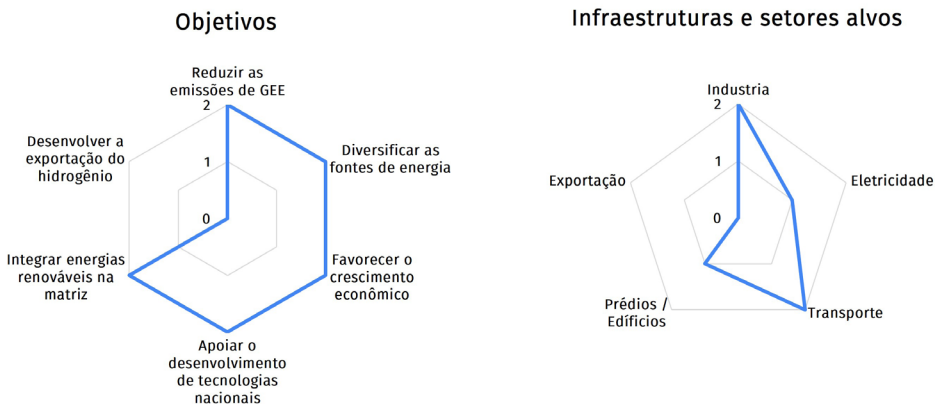 Objetivos
Reduzir as
emissões de GEE
2
1
0
Diversificar as
fontes de energia
Favorecer o
crescimento
econômico
Apoiar o
desenvolvimento
de tecnologias
nacionais
Integrar energias
renováveis na
matriz
Desenvolver a
exportação do
hidrogênio
Infraestruturas e setores alvos
Industria
2
1
0
Eletricidade
Transporte
Prédios /
Edíficios
Exportação